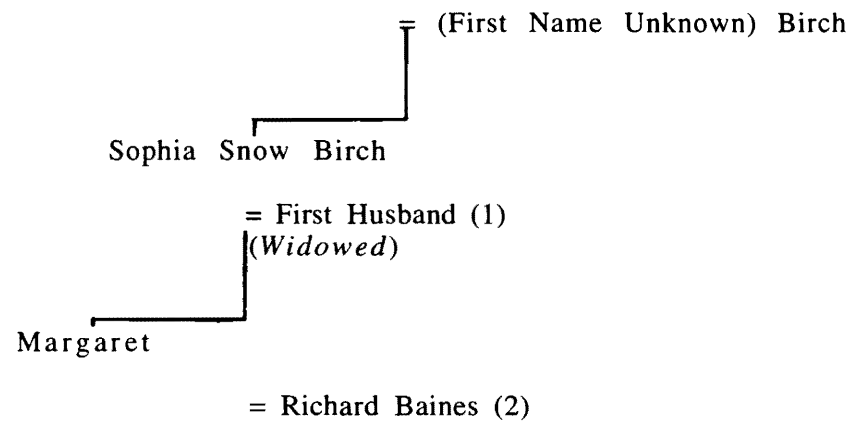 = (First Name Unknown) Birch
Sophia Snow Birch
= First Husband (1)
(Widowed)
Margaret
= Richard Baines (2)